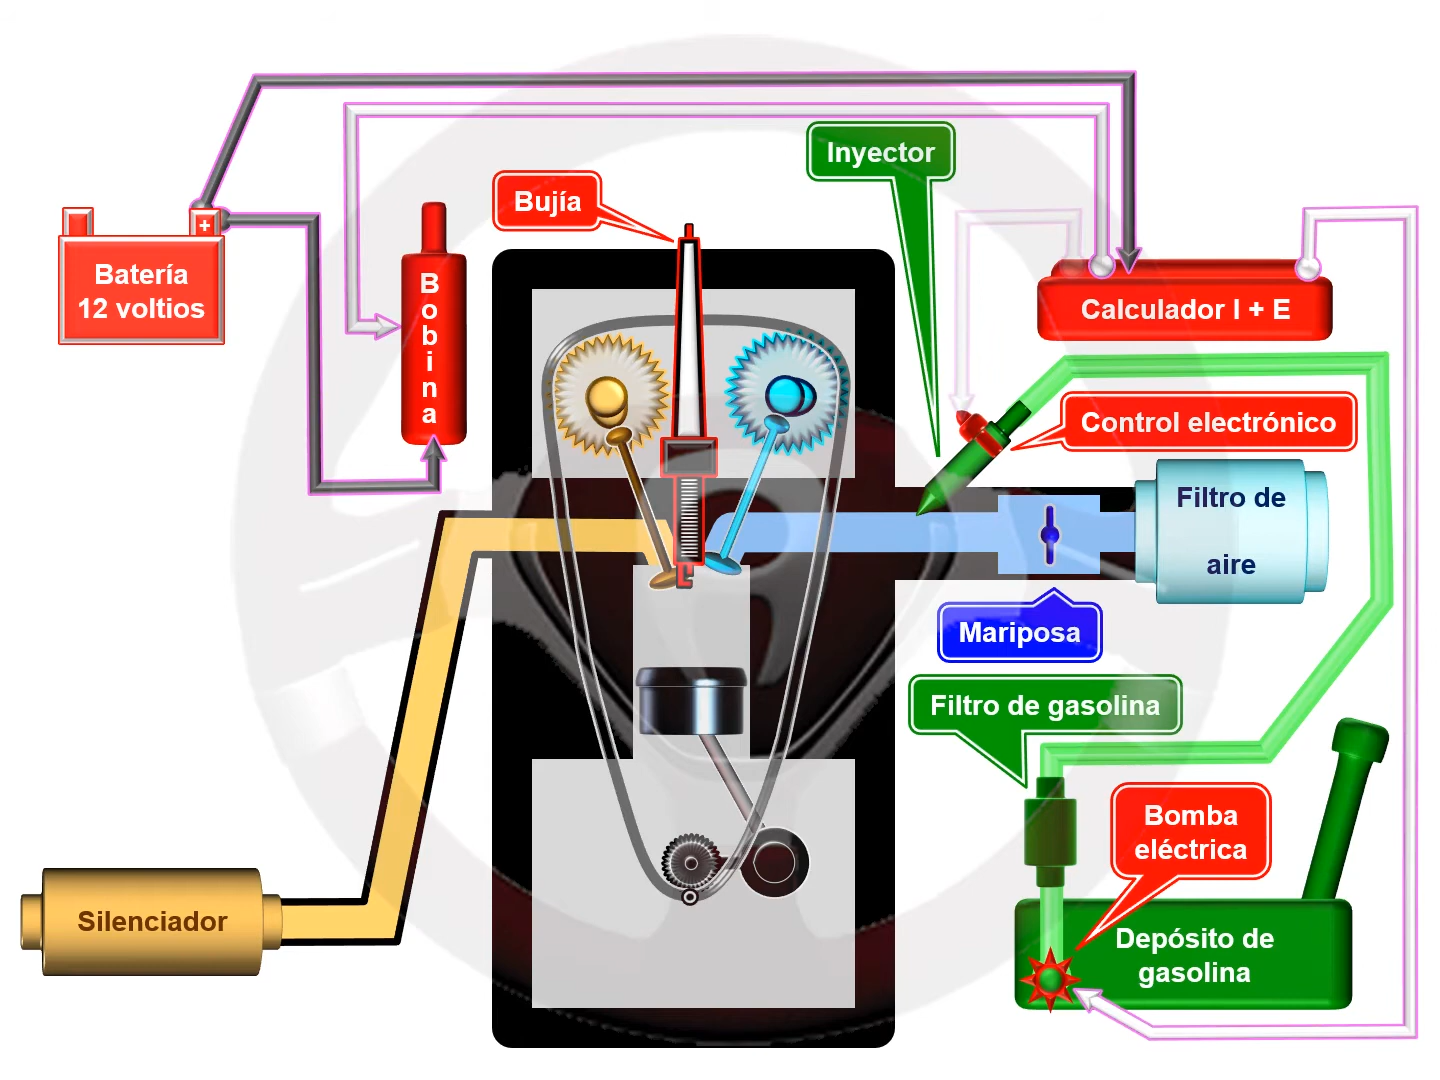 Inyector
Bujía
+
Batería
12 voltios
B
o
b
i
n
a
Calculador I + E
Control electrónico
Filtro de
aire
Mariposa
Filtro de gasolina
Bomba
eléctrica
Silenciador
Depósito de
gasolina